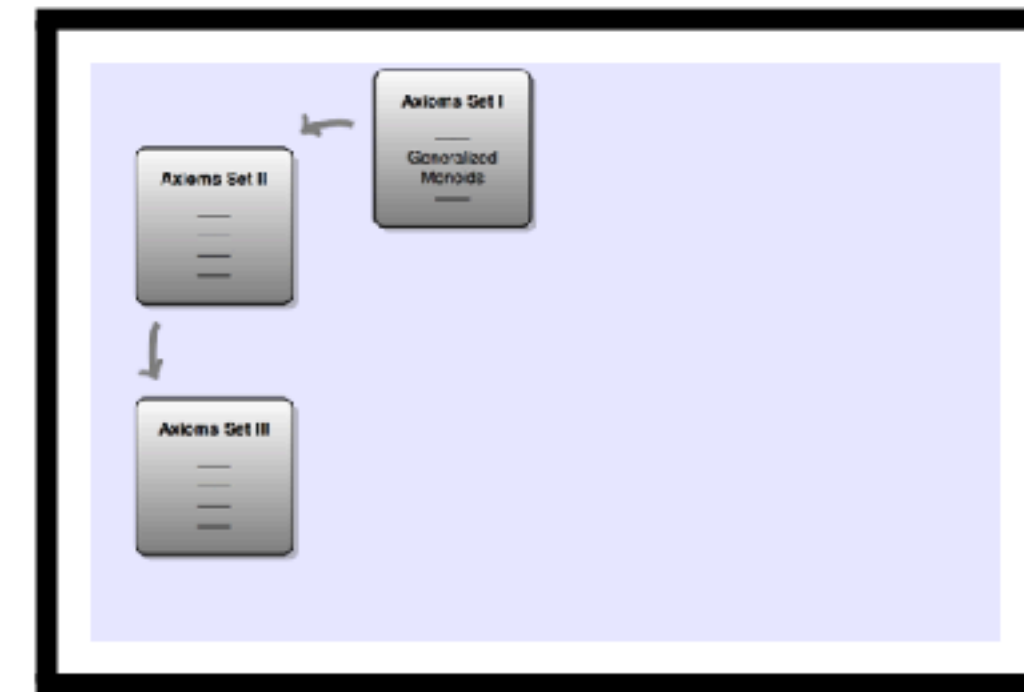 Axioms Set I
Generalized
Monoids
Axioms Set II
Axioms Set III